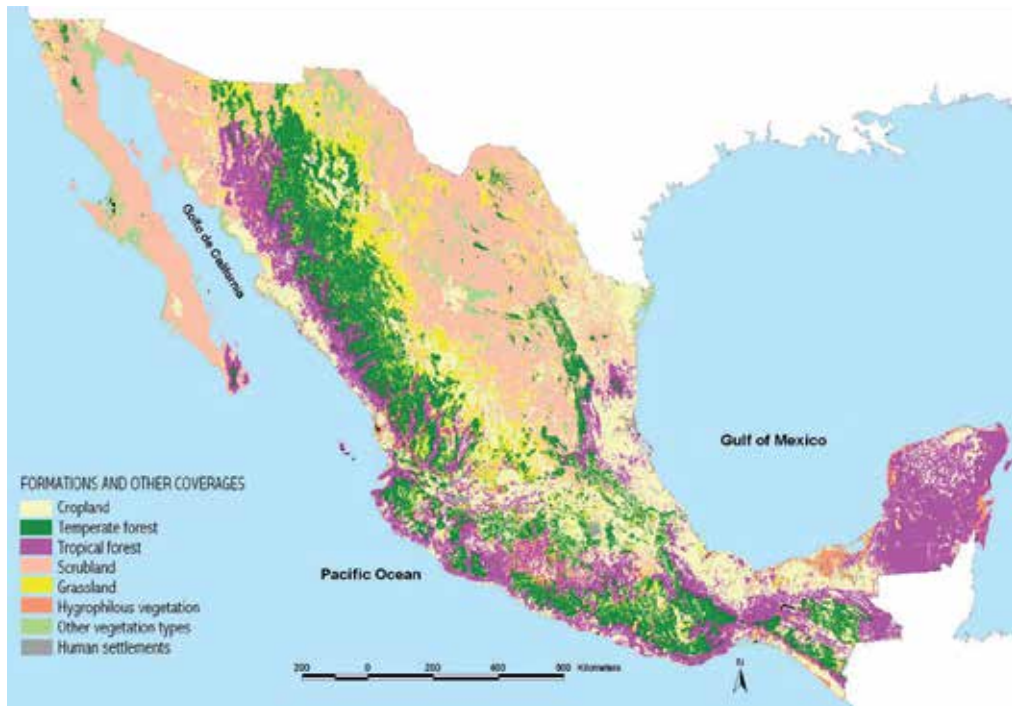 Golfo de California
Gulf of Mexico
FORMATIONS AND OTHER COVERAGES
Cropland
Temperate forest
Tropical forest
Scrubland
Grassland
Hygrophilous vegetation
Other vegetation types
Human settlements
Pacific Ocean
200 0 200 400 600 Kilometers
N